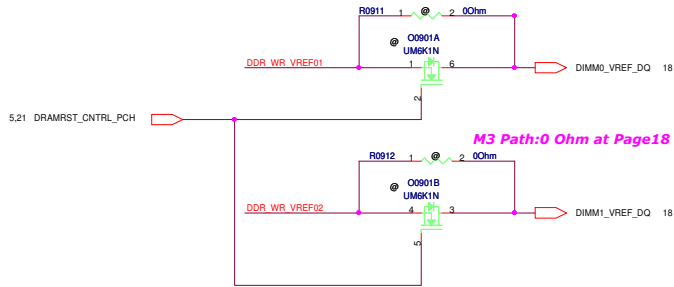 R0911 1 @ 2 0Ohm
@ O0901A
UM6K1N
DDR_WR_VREF01 1 6 DIMM0_VREF_DQ 18
2
5,21 DRAMRST_CNTRL_PCH
M3 Path:0 Ohm at Page18
R0912 1 @ 2 0Ohm
@ O0901B
UM6K1N
DDR_WR_VREF02 4 3 DIMM1_VREF_DQ 18
5